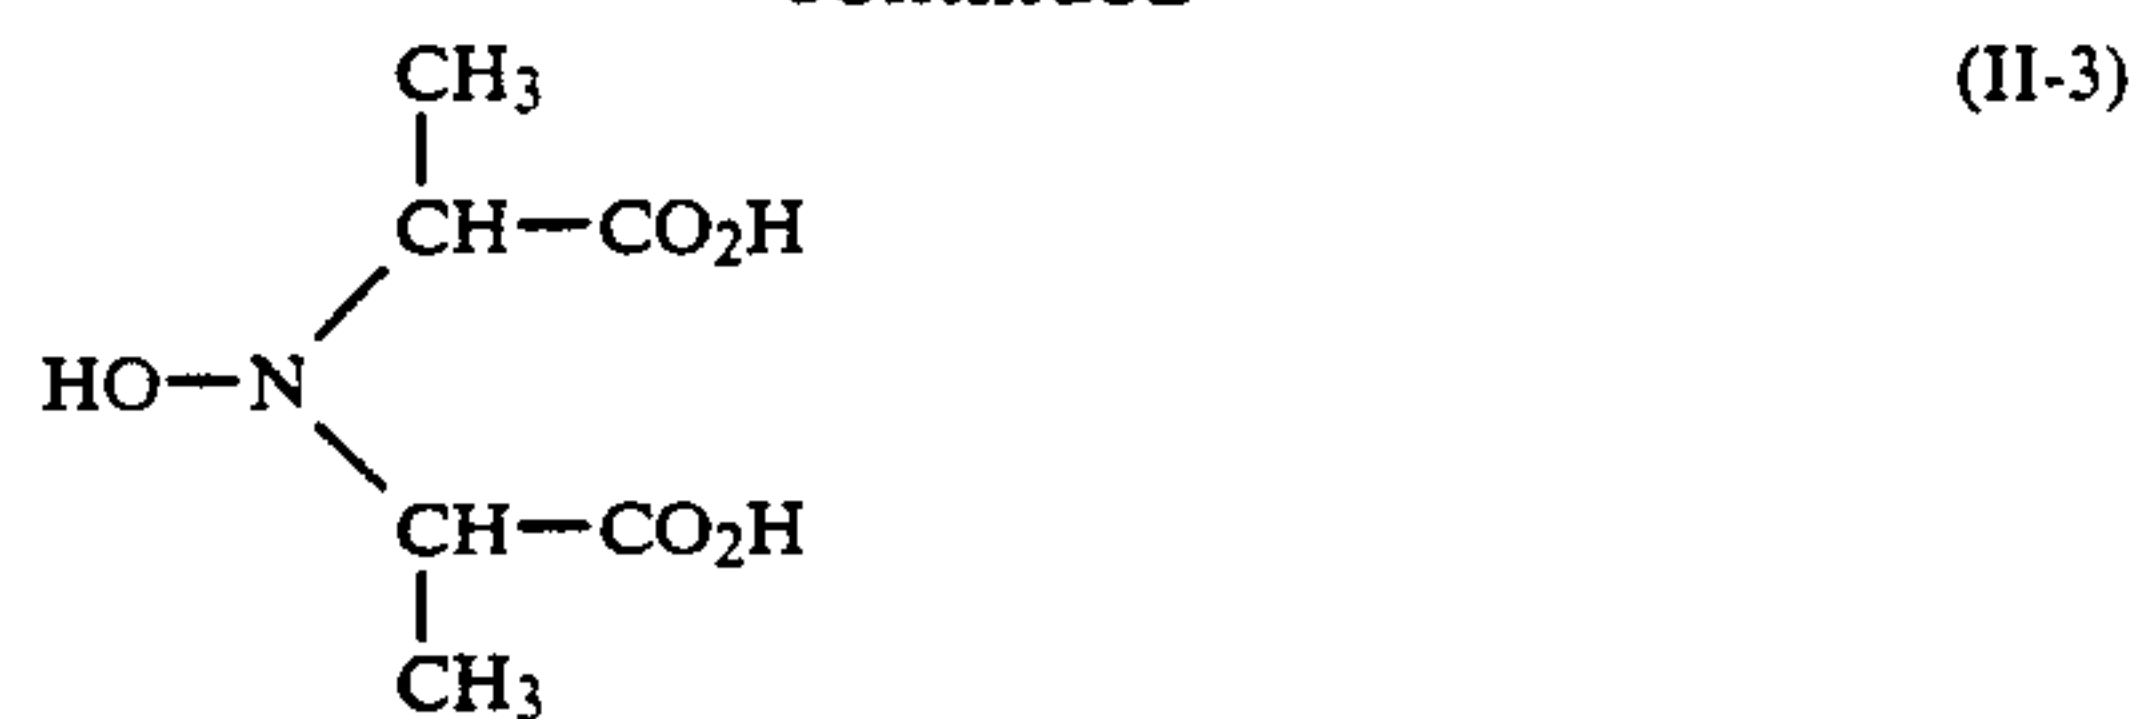 CH₃ (II-3)
CH—CO₂H
HO—N
CH—CO₂H
CH₃